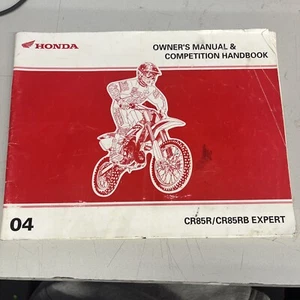 HONDA
OWNER'S MANUAL &
COMPETITION HANDBOOK
04
CR85R/CR85RB EXPERT